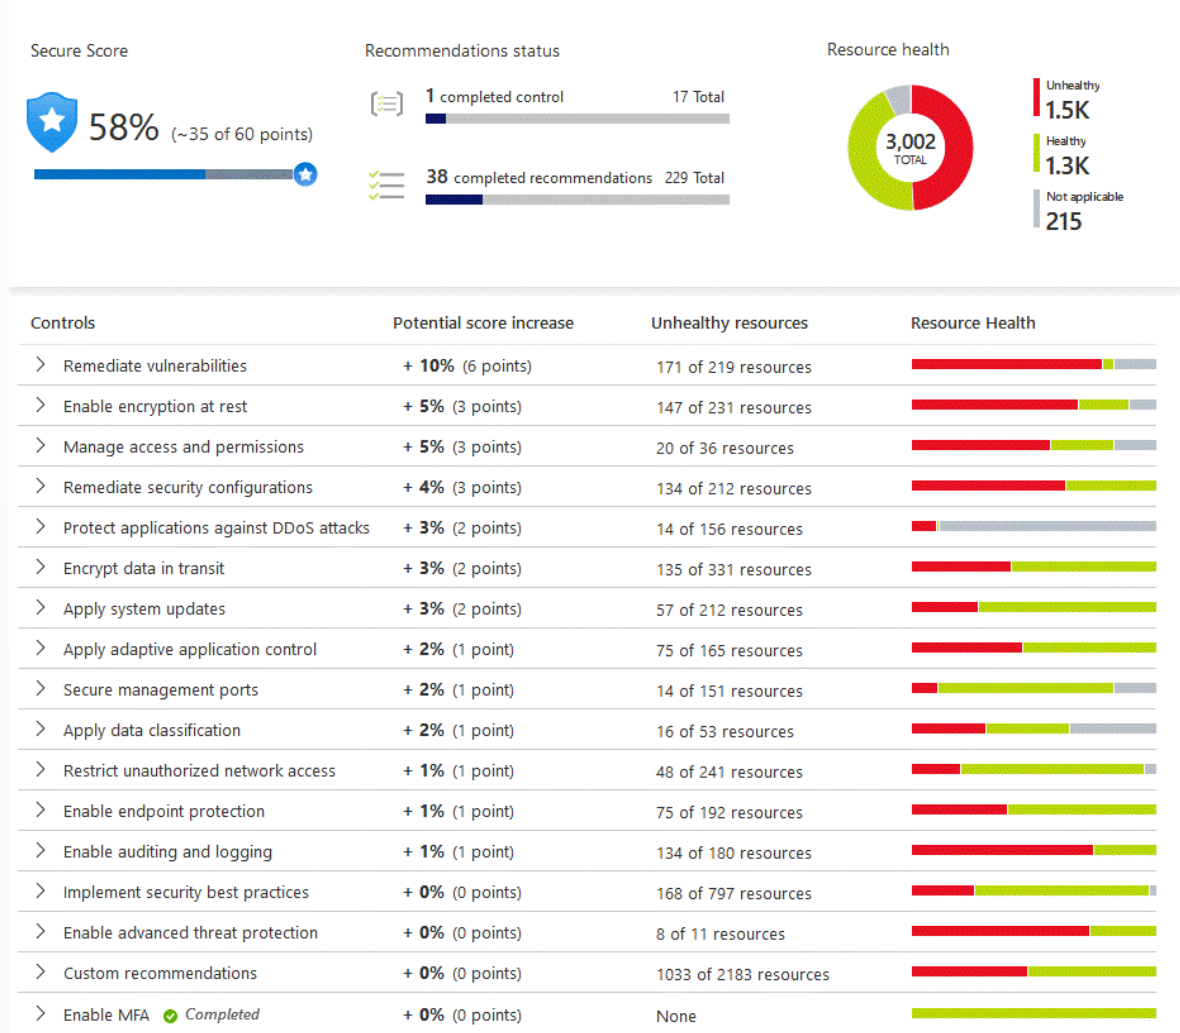 Secure Score
58% (~35 of 60 points)
Recommendations status
1 completed control 17 Total
38 completed recommendations 229 Total
Resource health
3,002
TOTAL
Unhealthy
1.5K
Healthy
1.3K
Not applicable
215
Controls Potential score increase Unhealthy resources Resource Health
Remediate vulnerabilities + 10% (6 points) 171 of 219 resources
Enable encryption at rest + 5% (3 points) 147 of 231 resources
Manage access and permissions + 5% (3 points) 20 of 36 resources
Remediate security configurations + 4% (3 points) 134 of 212 resources
Protect applications against DDoS attacks + 3% (2 points) 14 of 156 resources
Encrypt data in transit + 3% (2 points) 135 of 331 resources
Apply system updates + 3% (2 points) 57 of 212 resources
Apply adaptive application control + 2% (1 point) 75 of 165 resources
Secure management ports + 2% (1 point) 14 of 151 resources
Apply data classification + 2% (1 point) 16 of 53 resources
Restrict unauthorized network access + 1% (1 point) 48 of 241 resources
Enable endpoint protection + 1% (1 point) 75 of 192 resources
Enable auditing and logging + 1% (1 point) 134 of 180 resources
Implement security best practices + 0% (0 points) 168 of 797 resources
Enable advanced threat protection + 0% (0 points) 8 of 11 resources
Custom recommendations + 0% (0 points) 1033 of 2183 resources
Enable MFA Completed + 0% (0 points) None